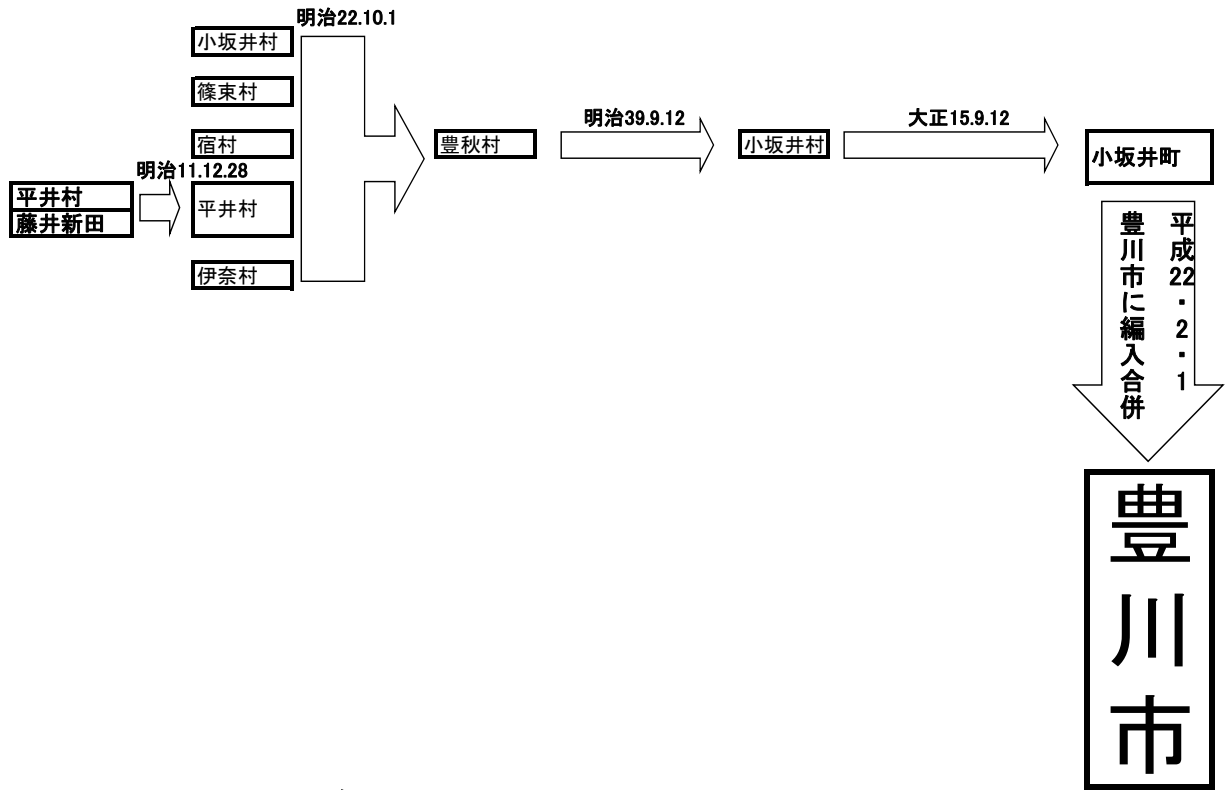 明治22.10.1
小坂井村
篠束村
宿村
明治11.12.28
平井村
藤井新田
平井村
伊奈村
豊秋村
明治39.9.12
小坂井村
大正15.9.12
小坂井町
平成22・2・1
豊川市に編入合併
豊川市